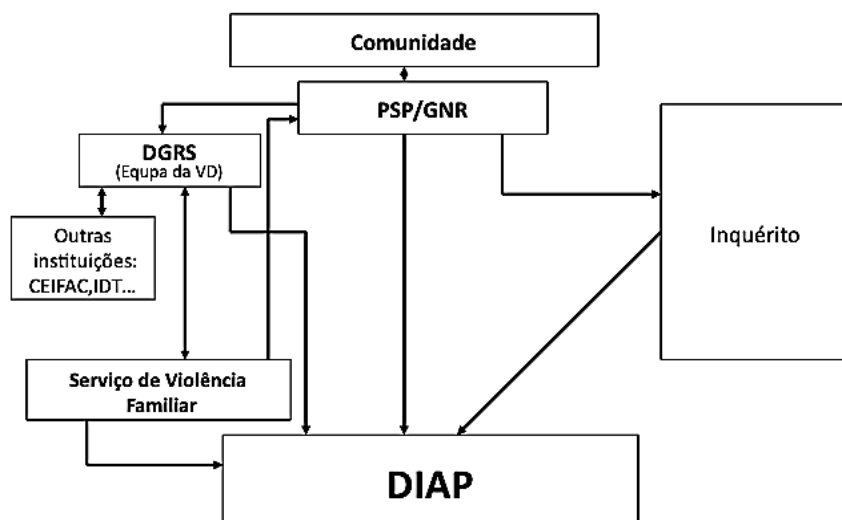 Comunidade
PSP/GNR
DGRS
(Equpa da VD)
Outras
instituições:
CEIFAC,IDT...
Inquérito
Serviço de Violência
Familiar
DIAP